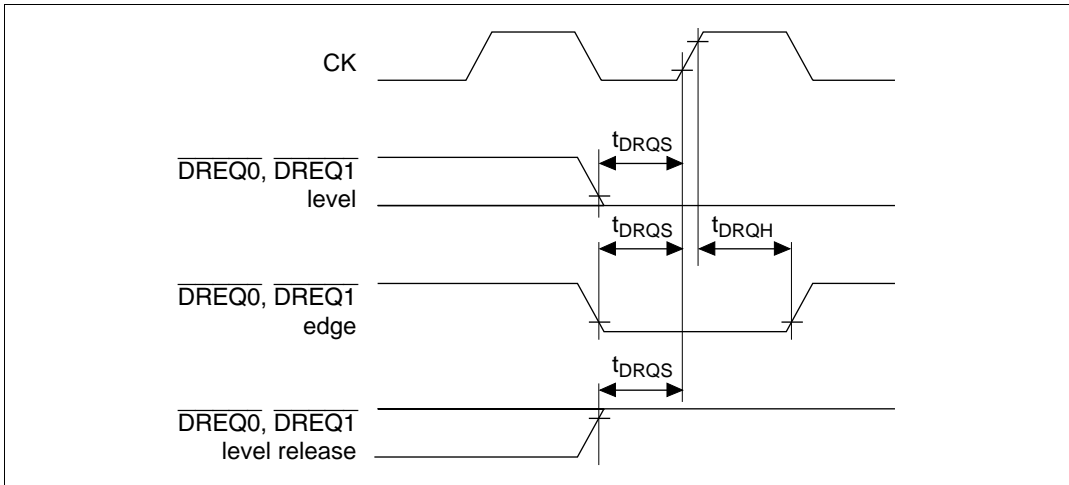 CK
tDRQS
DREQ0, DREQ1
level
tDRQS
tDRQH
DREQ0, DREQ1
edge
tDRQS
DREQ0, DREQ1
level release